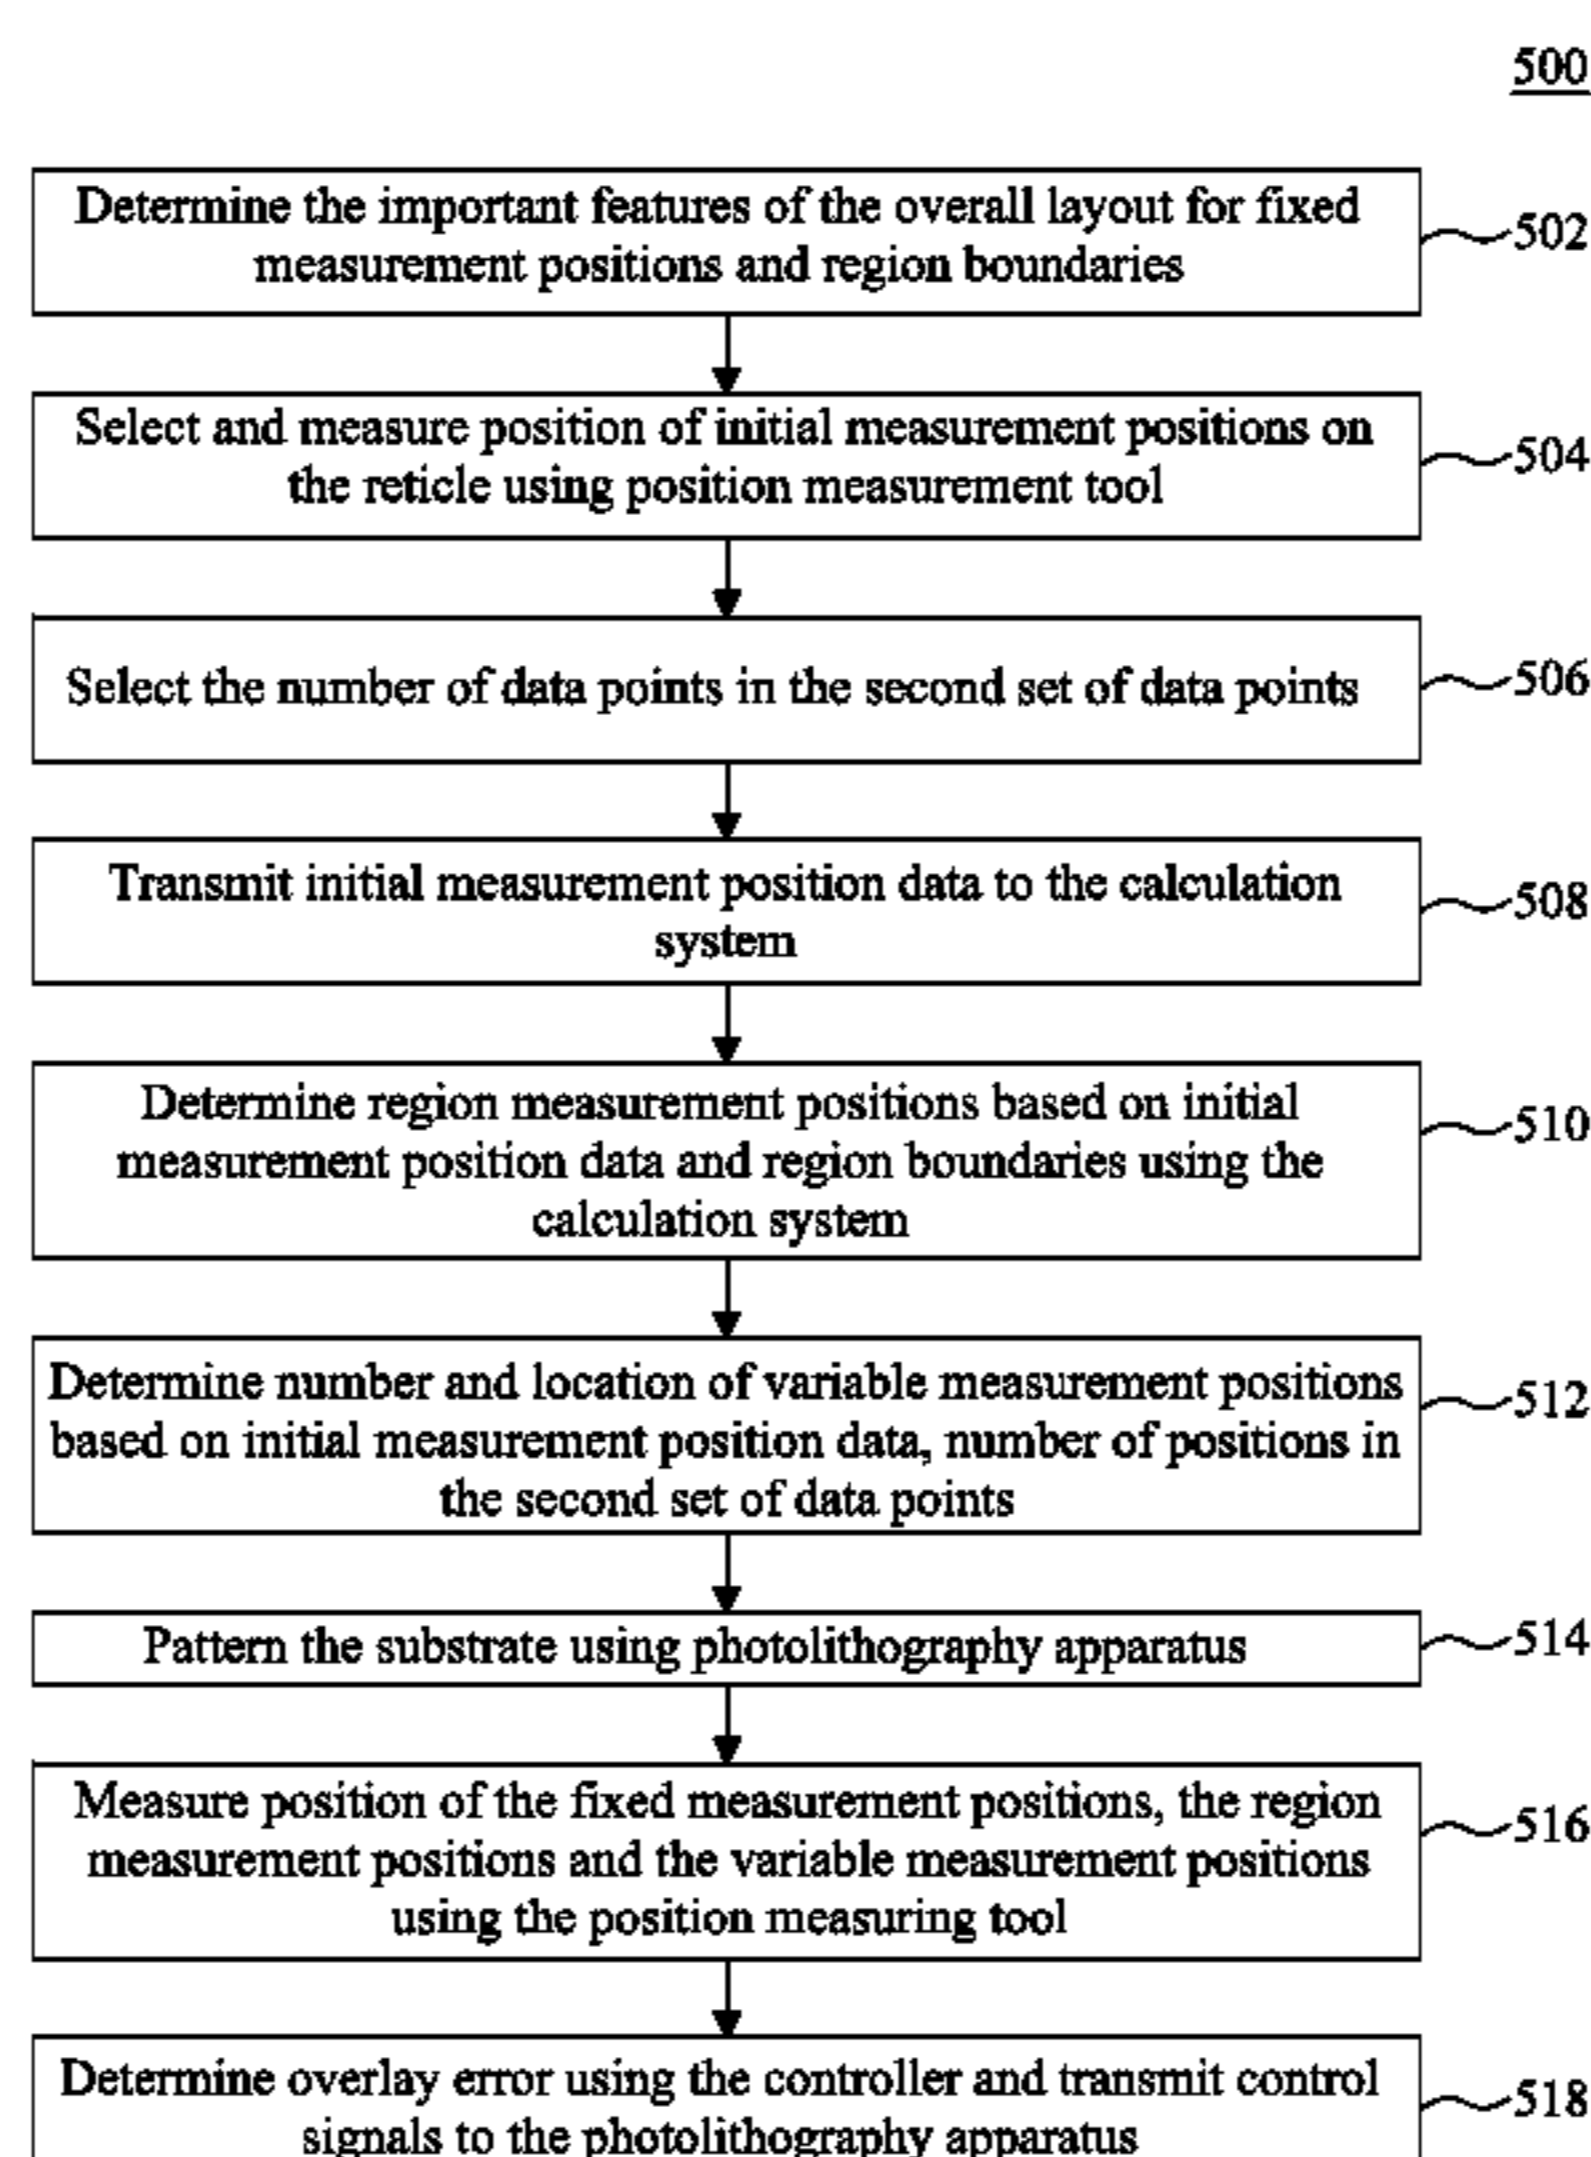 500
Determine the important features of the overall layout for fixed
measurement positions and region boundaries
502
Select and measure position of initial measurement positions on
the reticle using position measurement tool
504
Select the number of data points in the second set of data points
506
Transmit initial measurement position data to the calculation
system
508
Determine region measurement positions based on initial
measurement position data and region boundaries using the
calculation system
510
Determine number and location of variable measurement positions
based on initial measurement position data, number of positions in
the second set of data points
512
Pattern the substrate using photolithography apparatus
514
Measure position of the fixed measurement positions, the region
measurement positions and the variable measurement positions
using the position measuring tool
516
Determine overlay error using the controller and transmit control
signals to the photolithography apparatus
518